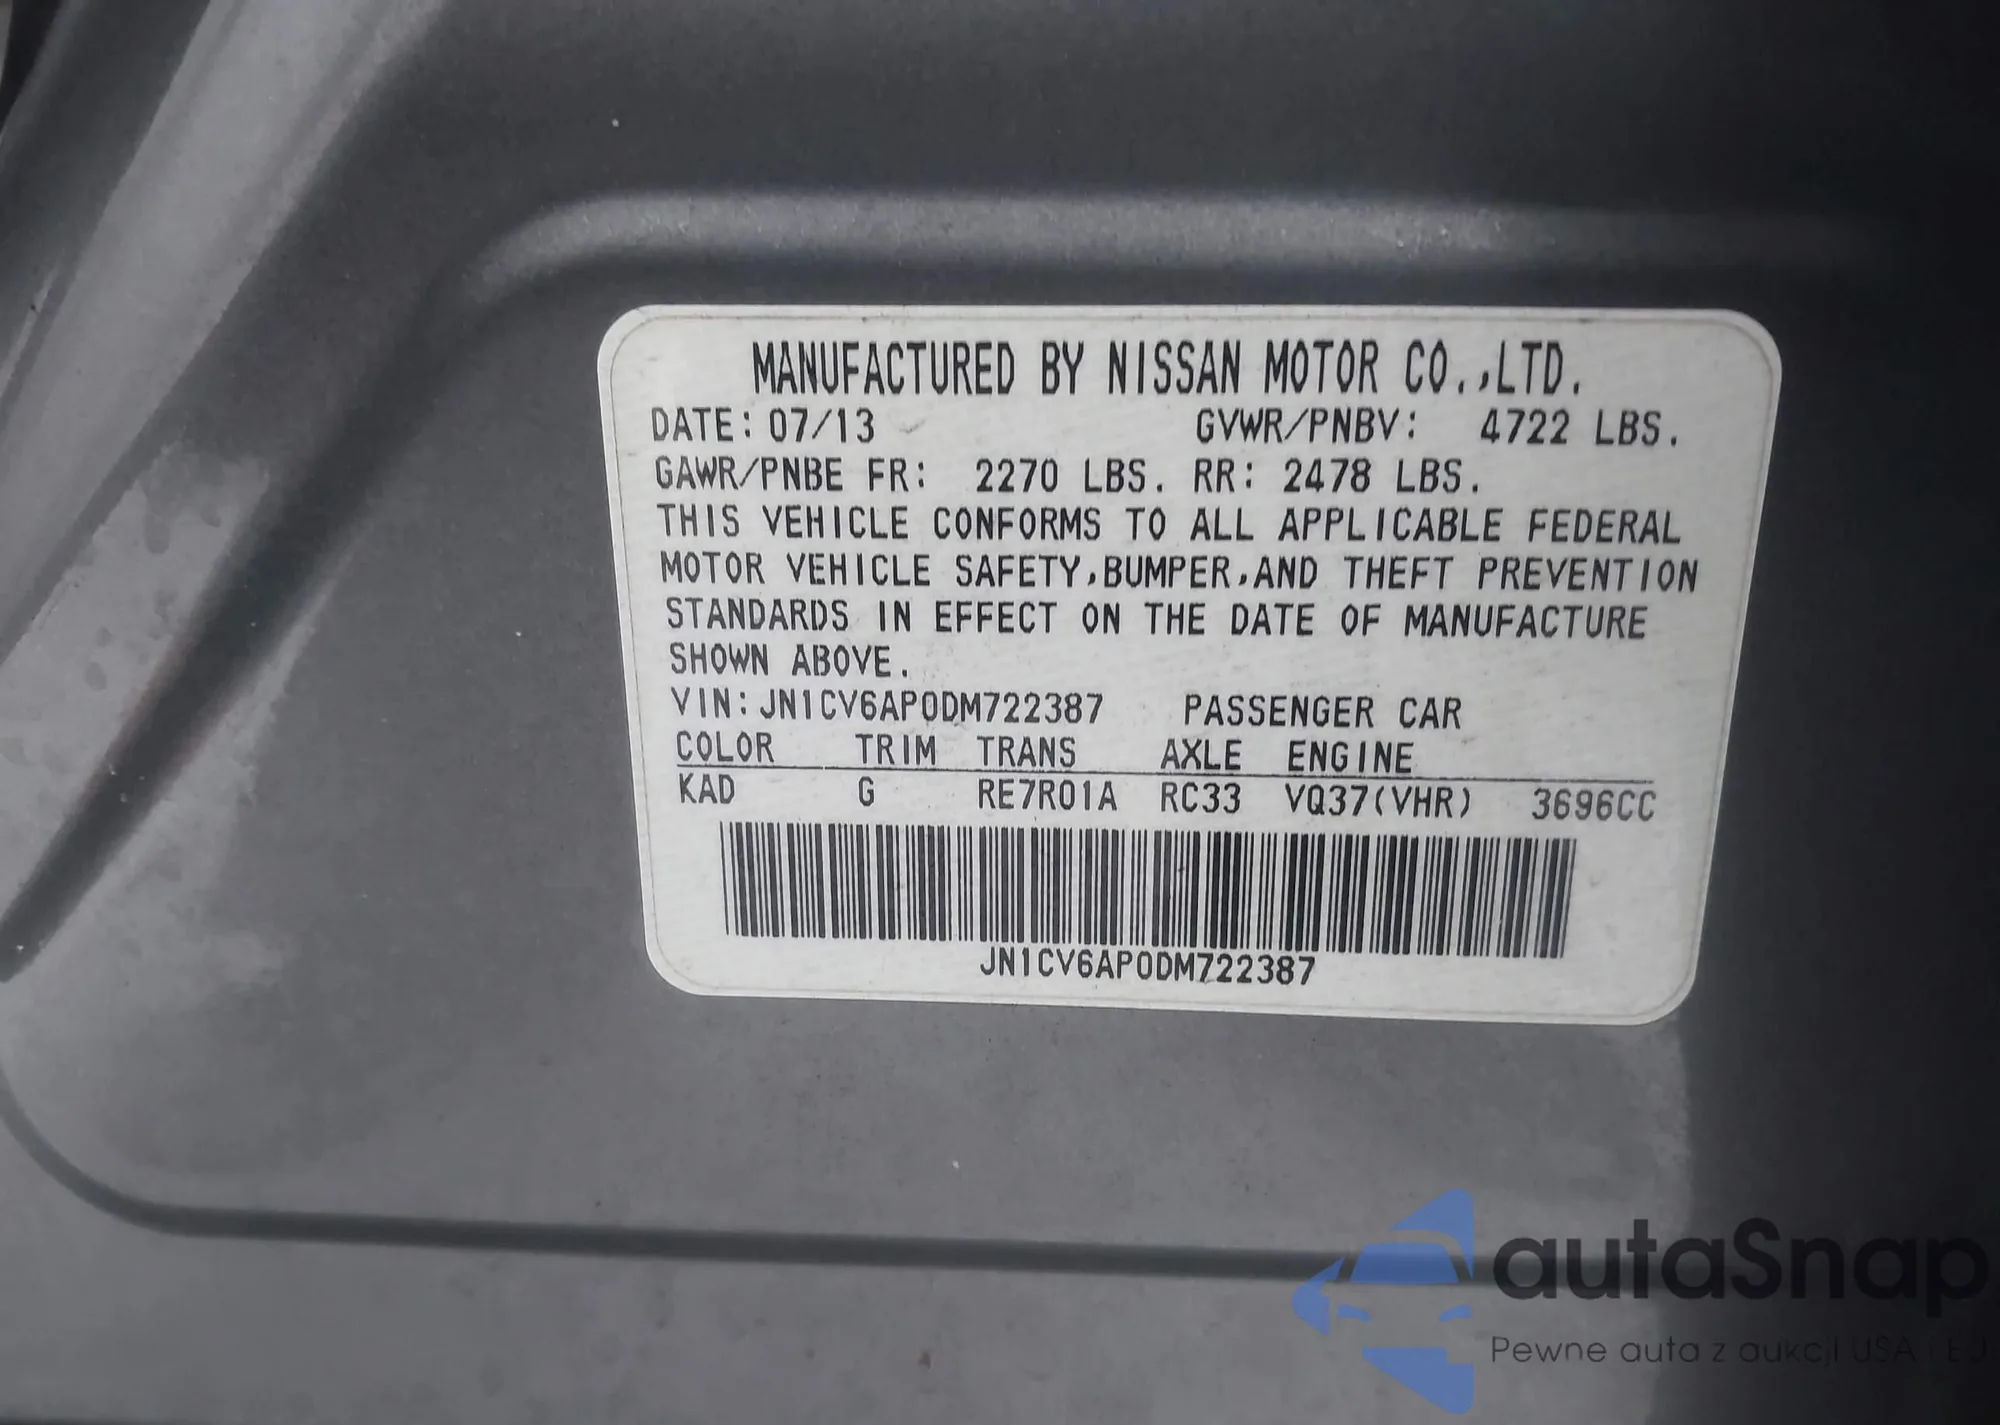 MANUFACTURED BY NISSAN MOTOR CO.,LTD.
DATE: 07/13 GVWR/PNBV: 4722 LBS.
GAWR/PNBE FR: 2270 LBS. RR: 2478 LBS.
THIS VEHICLE CONFORMS TO ALL APPLICABLE FEDERAL
MOTOR VEHICLE SAFETY,BUMPER,AND THEFT PREVENTION
STANDARDS IN EFFECT ON THE DATE OF MANUFACTURE
SHOWN ABOVE.
VIN: JN1CV6AP0DM722387 PASSENGER CAR
COLOR TRIM TRANS AXLE ENGINE
KAD G RE7R01A RC33 VQ37(VHR) 3696CC
JN1CV6AP0DM722387
autaSnap
Pewne auta z aukcji USA i EU